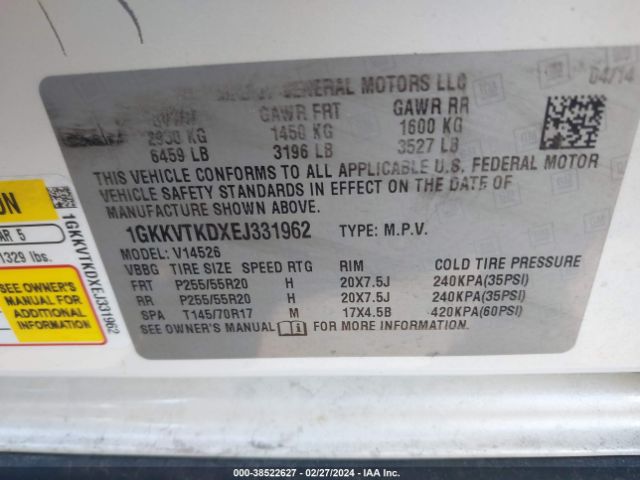 GENERAL MOTORS LLC
04/14
GAWR FRT GAWR RR
2930 KG 1450 KG 1600 KG
6459 LB 3196 LB 3527 LB
THIS VEHICLE CONFORMS TO ALL APPLICABLE U.S. FEDERAL MOTOR
VEHICLE SAFETY STANDARDS IN EFFECT ON THE DATE OF
MANUFACTURE SHOWN ABOVE.
1GKKVTKDXEJ331962 TYPE: M.P.V.
MODEL: V14526
VBBG TIRE SIZE SPEED RTG RIM COLD TIRE PRESSURE
FRT P255/55R20 H 20X7.5J 240KPA(35PSI)
RR P255/55R20 H 20X7.5J 240KPA(35PSI)
SPA T145/70R17 M 17X4.5B 420KPA(60PSI)
SEE OWNER'S MANUAL FOR MORE INFORMATION.
ON
AR 5
1329 lbs.
SEE OWNER'S
MANUAL FOR
ADDITIONAL
INFORMATION
1GKKVTKDXEJ331962
000-38522627 - 02/27/2024 - IAA Inc.